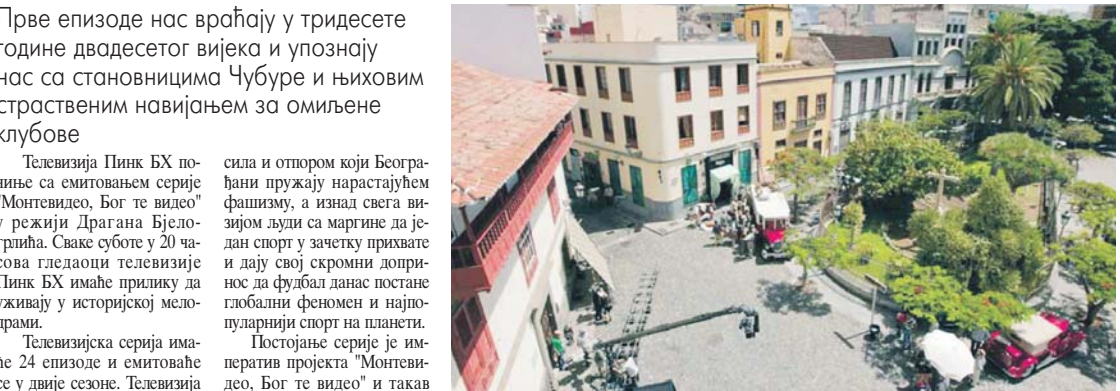 Прве епизоде нас враћају у тридесете
године двадесетог вијека и упознају
нас са становницима Чубуре и њиховим
страственим навијањем за омиљене
клубове
Телевизија Пинк БХ по-
чиње са емитовањем серије
"Монтевидео, Бог те видео"
у режији Драгана Бјело-
грлића. Сваке суботе у 20 ча-
сова гледаоци телевизије
Пинк БХ имаће прилику да
уживају у историјској мело-
драми.
Телевизијска серија има-
ће 24 епизоде и емитоваће
се у двије сезоне. Телевизија
сила и отпором који Београ-
ђани пружају нарастајућем
фашизму, а изнад свега ви-
зијом људи са маргине да је-
дан спорт у зачетку прихвате
и дају свој скромни допри-
нос да фудбал данас постане
глобални феномен и најпо-
пуларнији спорт на планети.
Постојање серије је им-
ператив пројекта "Монтеви-
део, Бог те видео" и такав